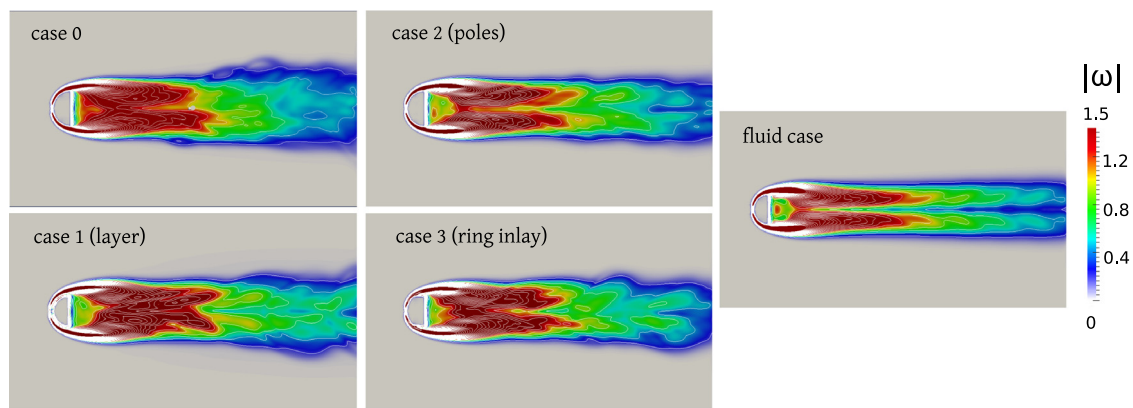 case 0
case 2 (poles)
case 1 (layer)
case 3 (ring inlay)
fluid case
|ω|
1.5
1.2
0.8
0.4
0